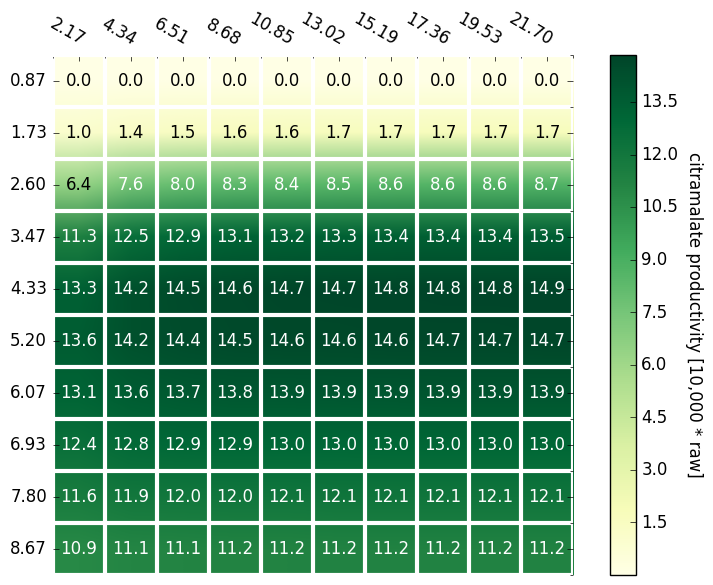 2.17 4.34 6.51 8.68 10.85 13.02 15.19 17.36 19.53 21.70
0.87 0.0 0.0 0.0 0.0 0.0 0.0 0.0 0.0 0.0 0.0
1.73 1.0 1.4 1.5 1.6 1.6 1.7 1.7 1.7 1.7 1.7
2.60 6.4 7.6 8.0 8.3 8.4 8.5 8.6 8.6 8.6 8.7
3.47 11.3 12.5 12.9 13.1 13.2 13.3 13.4 13.4 13.4 13.5
4.33 13.3 14.2 14.5 14.6 14.7 14.7 14.8 14.8 14.8 14.9
5.20 13.6 14.2 14.4 14.5 14.6 14.6 14.6 14.7 14.7 14.7
6.07 13.1 13.6 13.7 13.8 13.9 13.9 13.9 13.9 13.9 13.9
6.93 12.4 12.8 12.9 12.9 13.0 13.0 13.0 13.0 13.0 13.0
7.80 11.6 11.9 12.0 12.0 12.1 12.1 12.1 12.1 12.1 12.1
8.67 10.9 11.1 11.1 11.2 11.2 11.2 11.2 11.2 11.2 11.2
13.5
12.0
10.5
9.0
7.5
6.0
4.5
3.0
1.5
citramalate productivity [10,000 * raw]